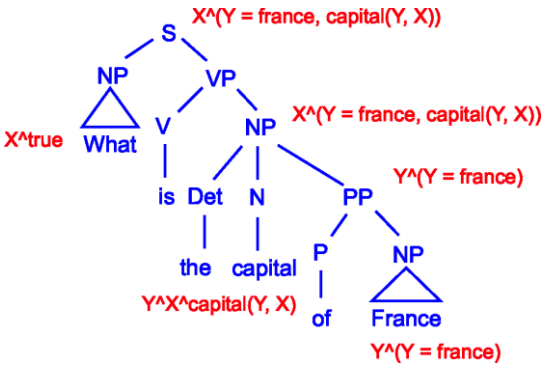 S X^(Y = france, capital(Y, X))
NP VP
X^true What V NP X^(Y = france, capital(Y, X))
is Det N PP Y^(Y = france)
the capital P NP
Y^X^capital(Y, X) of France
Y^(Y = france)